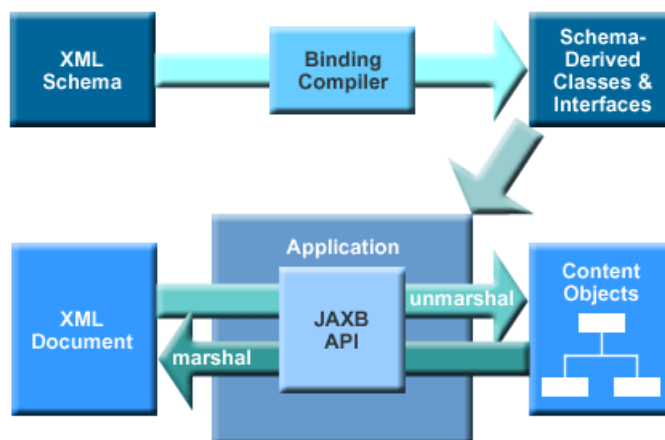 XML
Schema
Binding
Compiler
Schema-
Derived
Classes &
Interfaces
Application
XML
Document
JAXB
API
unmarshal
marshal
Content
Objects